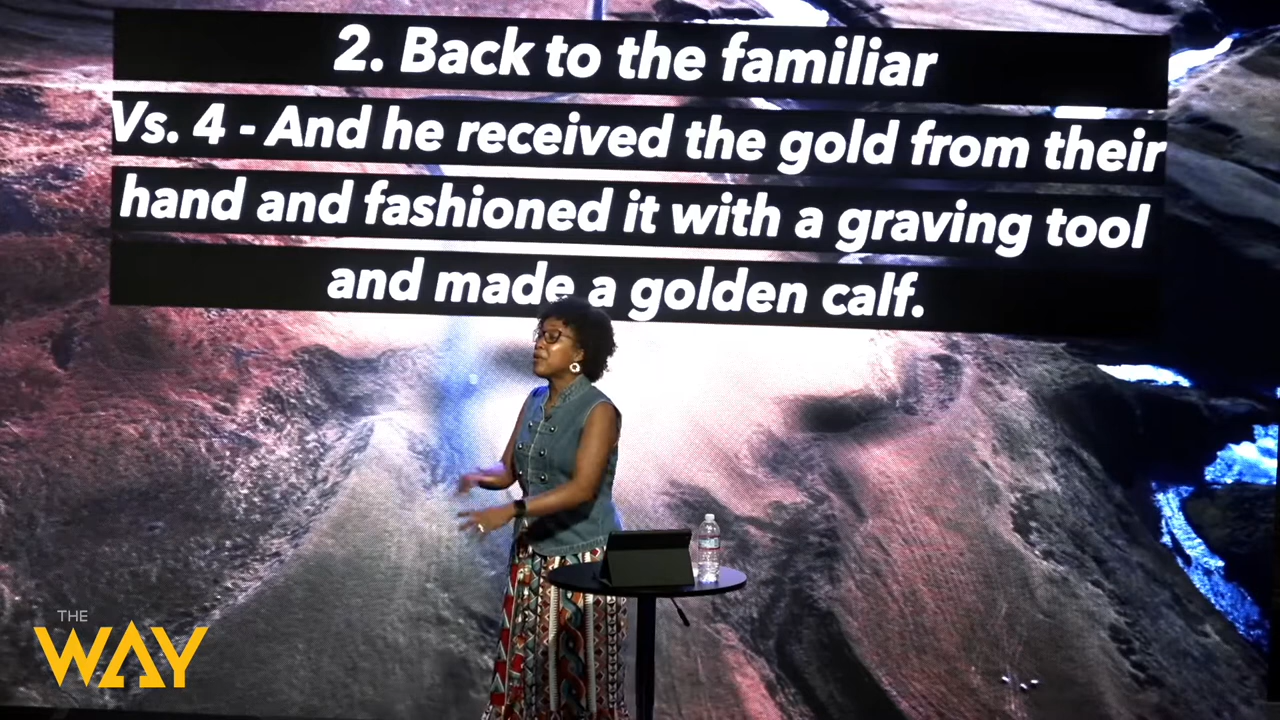 2. Back to the familiar
Vs. 4 - And he received the gold from their
hand and fashioned it with a graving tool
and made a golden calf.
THE
WAY